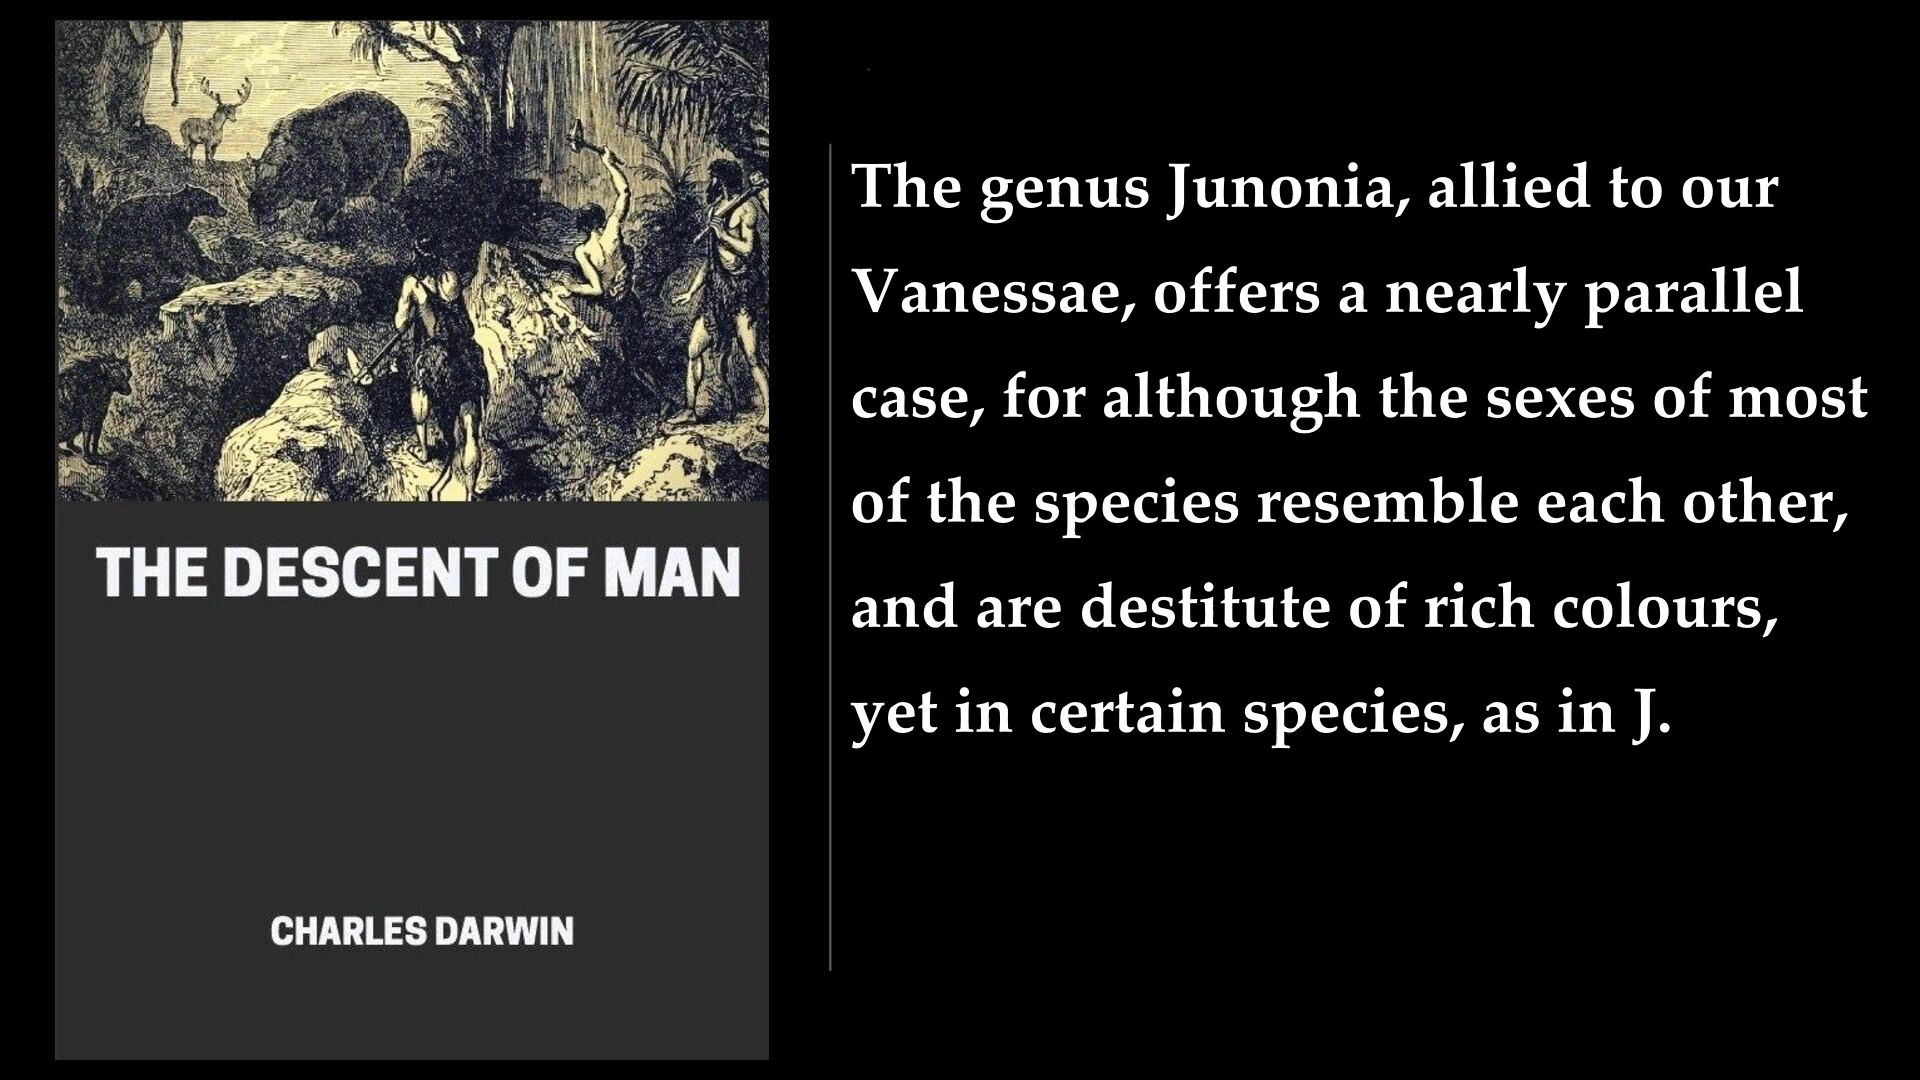 THE DESCENT OF MAN
CHARLES DARWIN
The genus Junonia, allied to our
Vanessae, offers a nearly parallel
case, for although the sexes of most
of the species resemble each other,
and are destitute of rich colours,
yet in certain species, as in J.